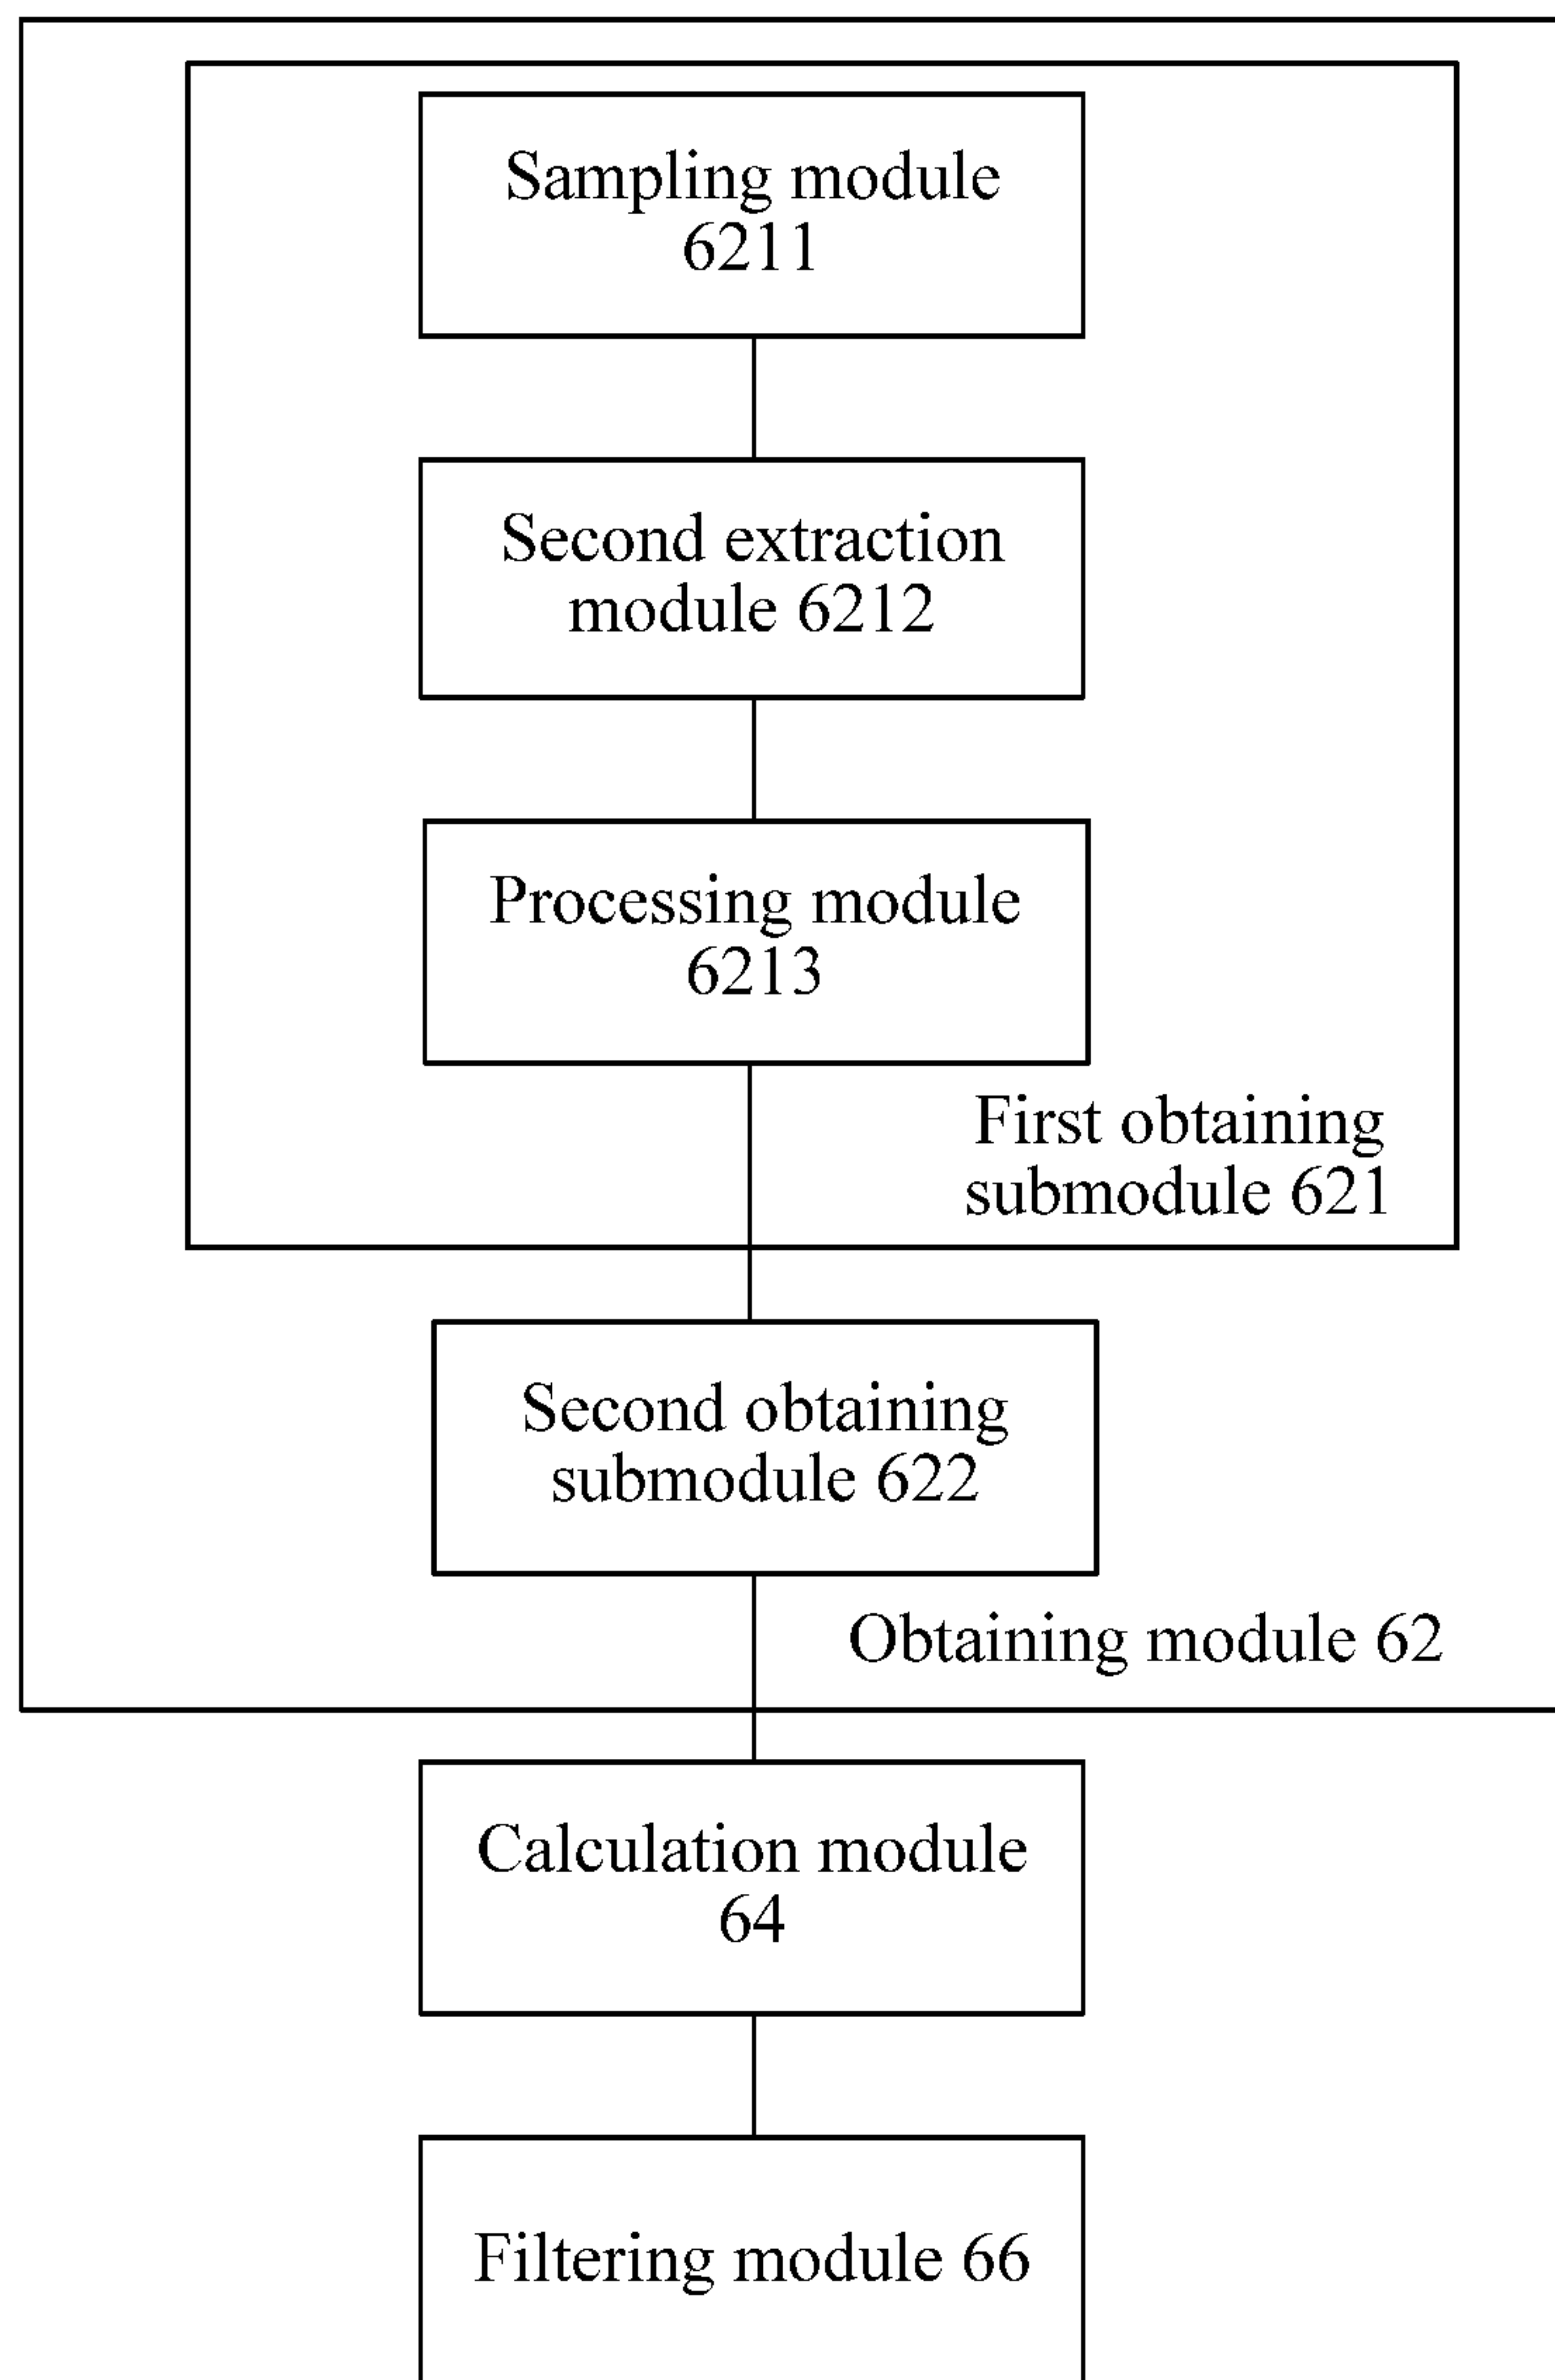 Sampling module
6211
Second extraction
module 6212
Processing module
6213
First obtaining
submodule 621
Second obtaining
submodule 622
Obtaining module 62
Calculation module
64
Filtering module 66